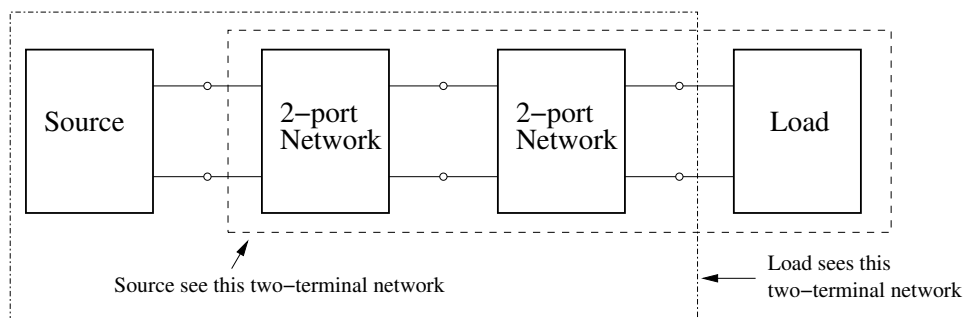 Source
2−port
Network
2−port
Network
Load
Source see this two−terminal network
Load sees this
two−terminal network